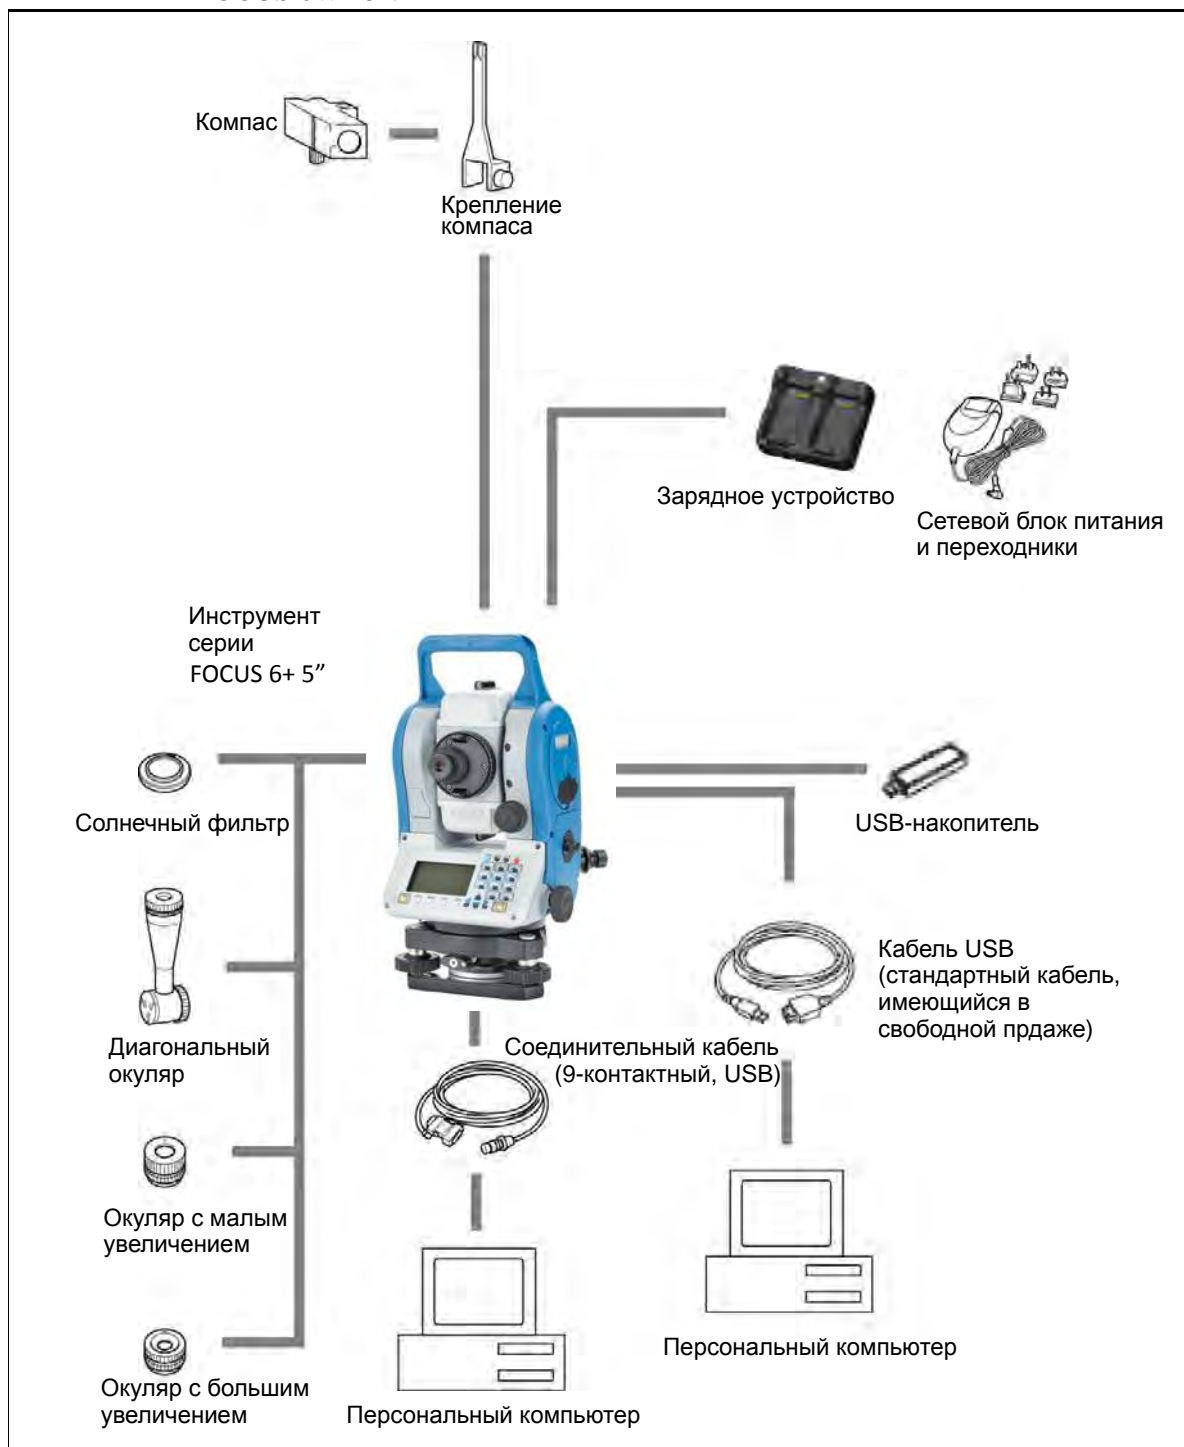 Компас
Крепление
компаса
Зарядное устройство
Сетевой блок питания
и переходники
Инструмент
серии
FOCUS 6+ 5”
Солнечный фильтр
USB-накопитель
Диагональный
окуляр
Кабель USB
(стандартный кабель,
имеющийся в
свободной прдаже)
Соединительный кабель
(9-контактный, USB)
Окуляр с малым
увеличением
Окуляр с большим
увеличением
Персональный компьютер
Персональный компьютер